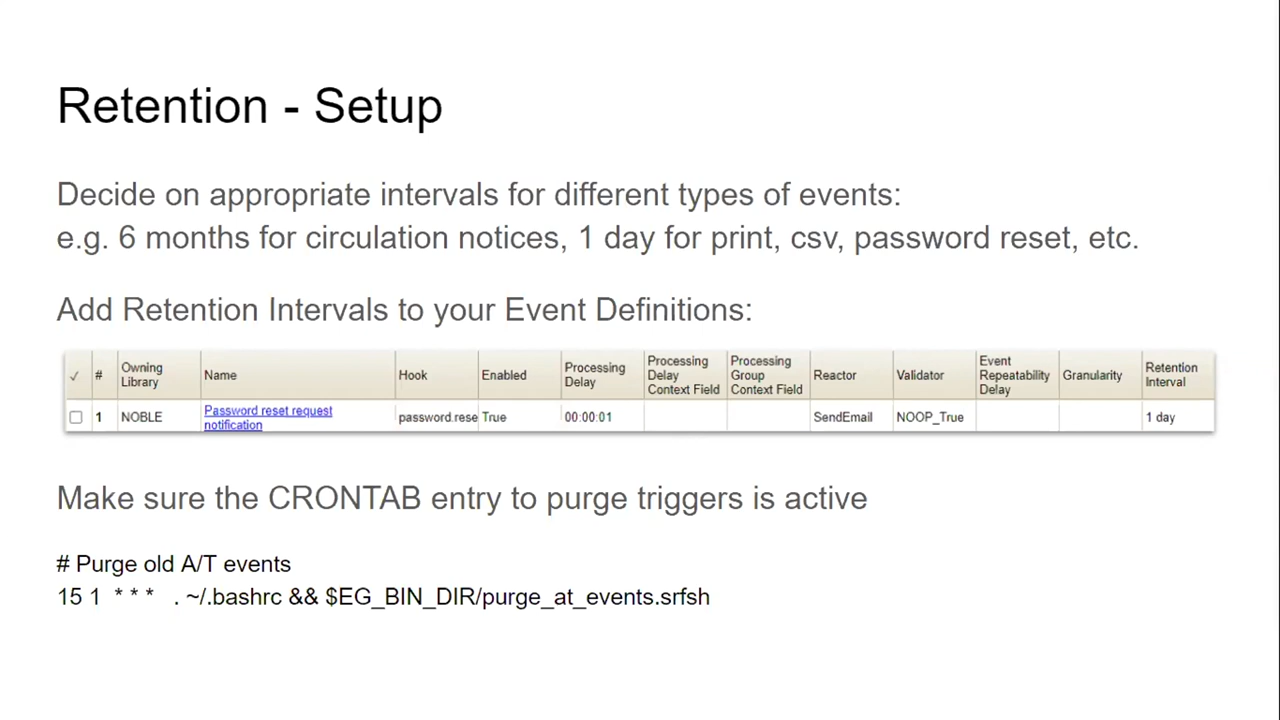 Retention - Setup
Decide on appropriate intervals for different types of events:
e.g. 6 months for circulation notices, 1 day for print, csv, password reset, etc.
Add Retention Intervals to your Event Definitions:
✓ # Owning Library Name Hook Enabled Processing Delay Processing Delay Context Field Processing Group Context Field Reactor Validator Event Repeatability Delay Granularity Retention Interval
1 NOBLE Password reset request notification password.rese True 00:00:01 SendEmail NOOP_True 1 day
Make sure the CRONTAB entry to purge triggers is active
# Purge old A/T events
15 1 * * * . ~/.bashrc && $EG_BIN_DIR/purge_at_events.srfsh